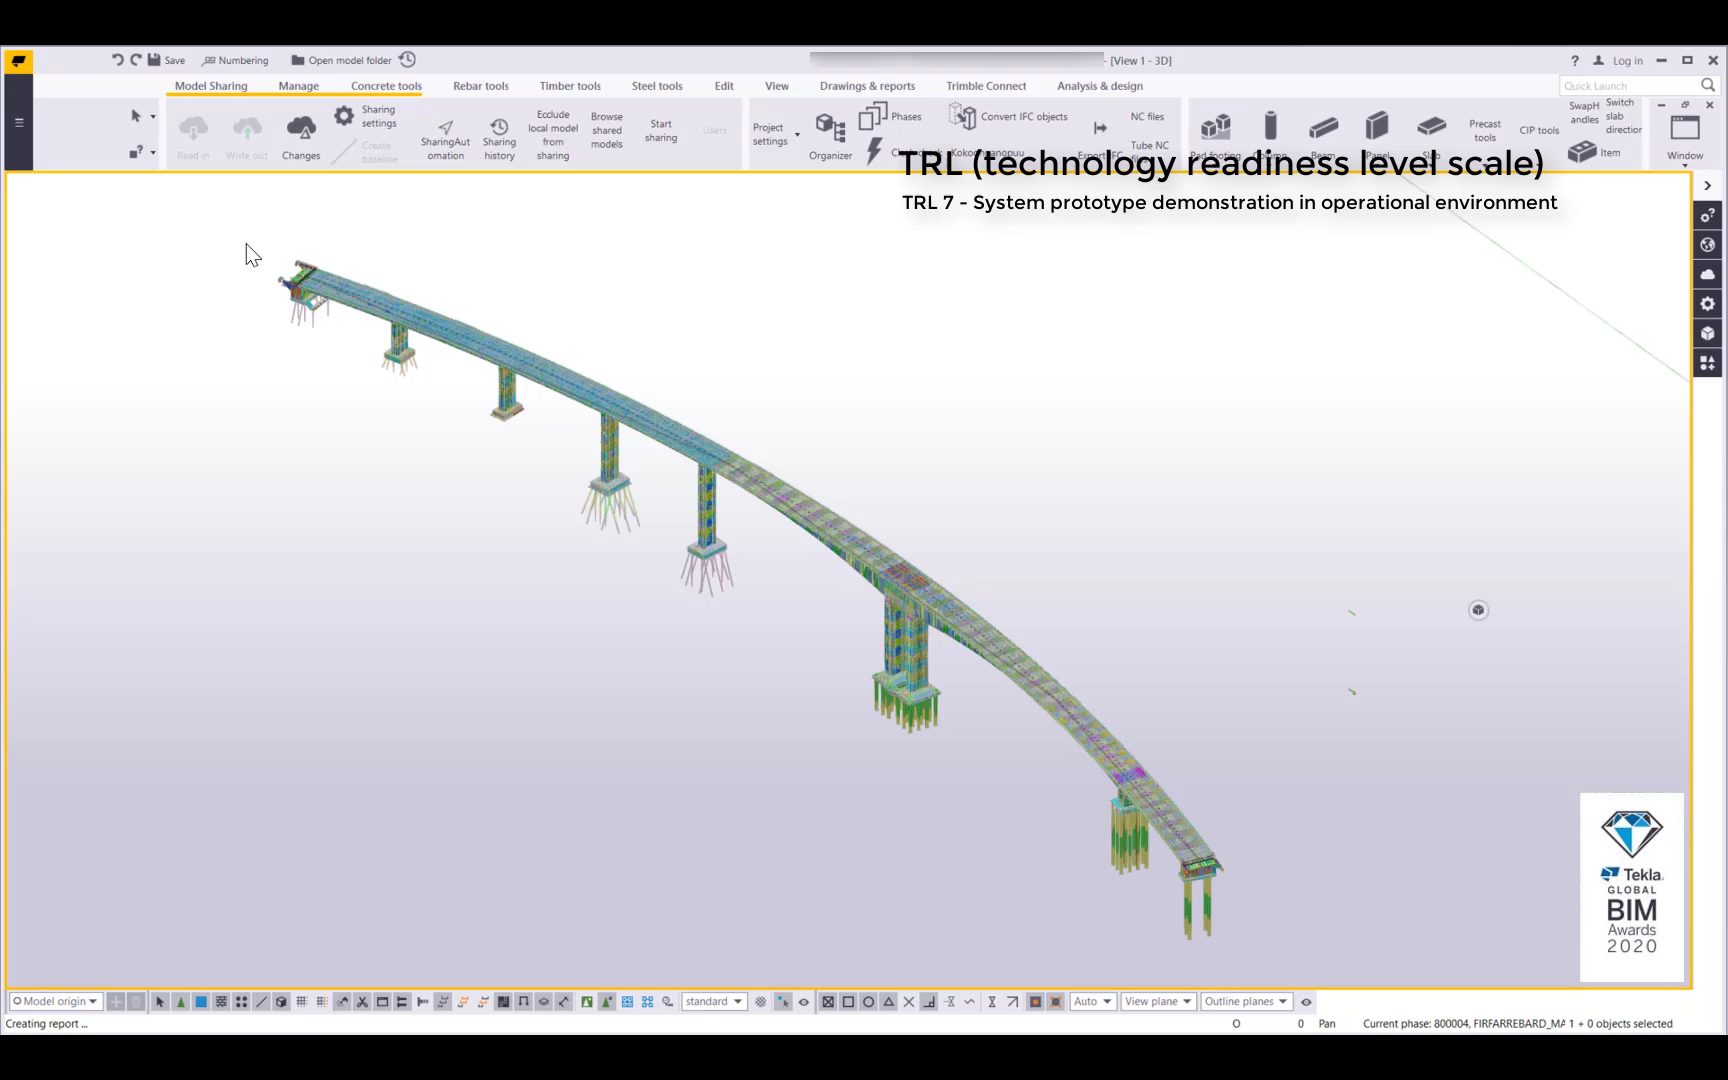 Save
Numbering
Open model folder
- [View 1 - 3D]
?
Log in
Model Sharing
Manage
Concrete tools
Rebar tools
Timber tools
Steel tools
Edit
View
Drawings & reports
Trimble Connect
Analysis & design
Quick Launch
Read in
Write out
Changes
Sharing settings
Create baseline
SharingAutomation
Sharing history
Exclude local model from sharing
Browse shared models
Start sharing
Users
Project settings
Organizer
Phases
Convert IFC objects
NC files
Tube NC
Precast tools
CIP tools
SwapHandles
Switch slab direction
Item
Window
TRL (technology readiness level scale)
TRL 7 - System prototype demonstration in operational environment
Tekla
GLOBAL
BIM
Awards
2020
Model origin
standard
Auto
View plane
Outline planes
Creating report ...
O
0
Pan
Current phase: 800004, FIRFARREBARD_MA
1 + 0 objects selected